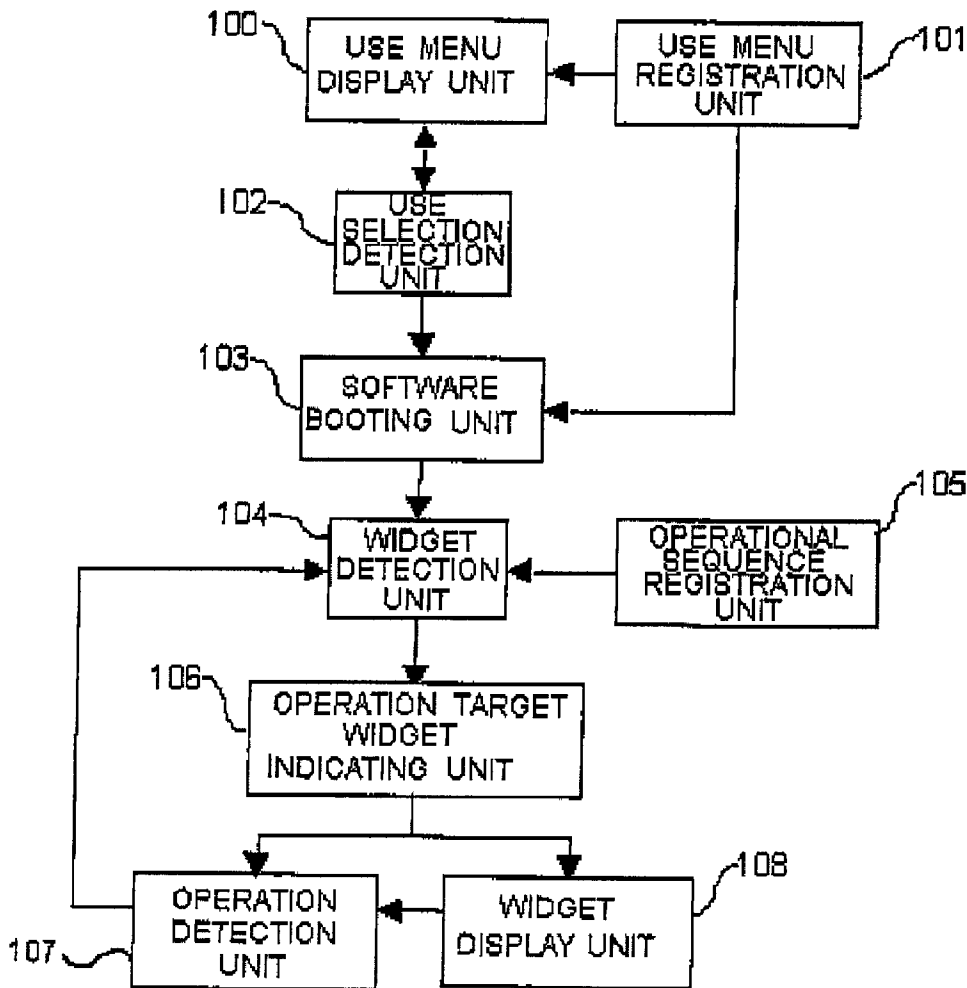 100
USE MENU
DISPLAY UNIT
USE MENU
REGISTRATION
UNIT
101
102
USE
SELECTION
DETECTION
UNIT
103
SOFTWARE
BOOTING UNIT
104
WIDGET
DETECTION
UNIT
105
OPERATIONAL
SEQUENCE
REGISTRATION
UNIT
106
OPERATION TARGET
WIDGET
INDICATING UNIT
107
OPERATION
DETECTION
UNIT
108
WIDGET
DISPLAY UNIT